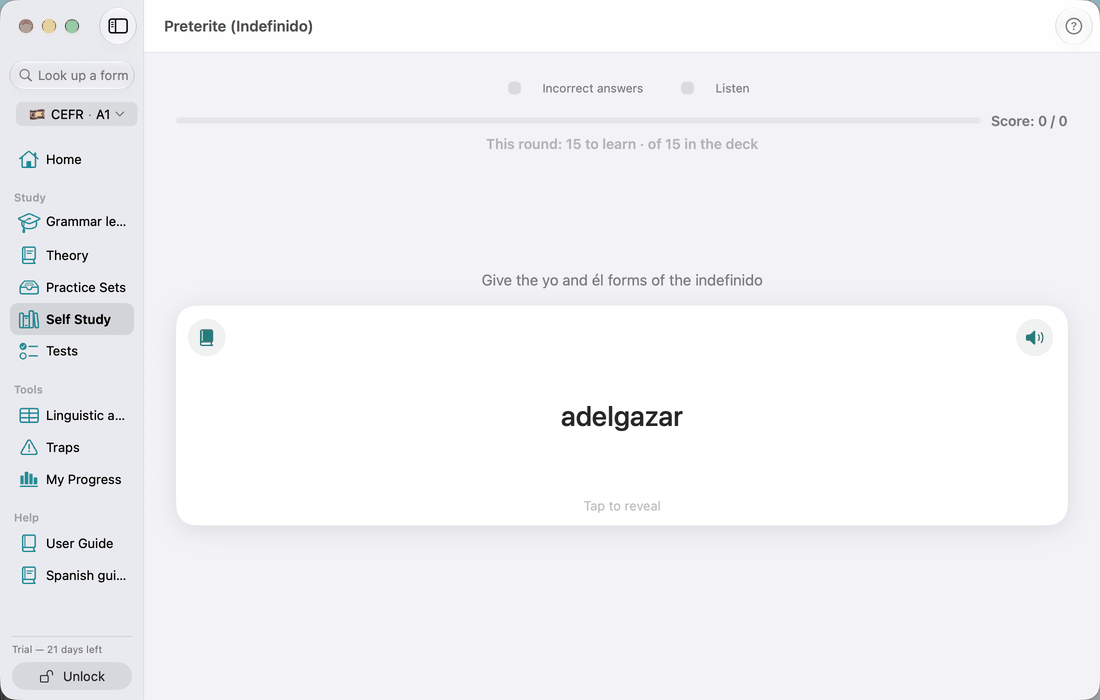 Preterite (Indefinido)
Look up a form
CEFR · A1
Home
Study
Grammar le...
Theory
Practice Sets
Self Study
Tests
Tools
Linguistic a...
Traps
My Progress
Help
User Guide
Spanish gui...
Trial — 21 days left
Unlock
Incorrect answers
Listen
Score: 0 / 0
This round: 15 to learn · of 15 in the deck
Give the yo and él forms of the indefinido
adelgazar
Tap to reveal